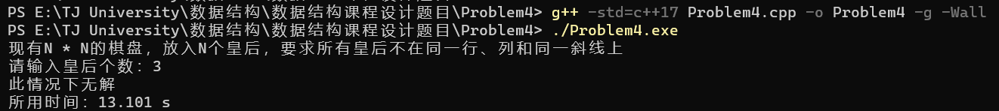 PS E:\TJ University\数据结构\数据结构课程设计题目\Problem4> g++ -std=c++17 Problem4.cpp -o Problem4 -g -Wall
PS E:\TJ University\数据结构\数据结构课程设计题目\Problem4> ./Problem4.exe
现有N * N的棋盘，放入N个皇后，要求所有皇后不在同一行、列和同一斜线上
请输入皇后个数：3
此情况下无解
所用时间：13.101 s